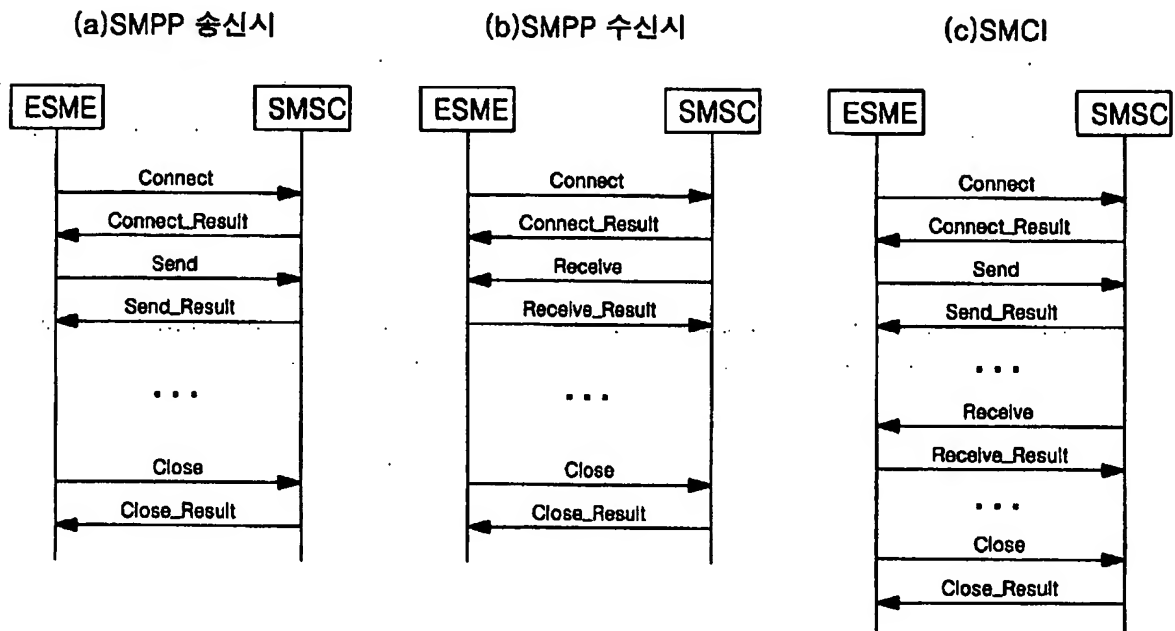 (a)SMPP 송신시
ESME
SMSC
Connect
Connect_Result
Send
Send_Result
...
Close
Close_Result
(b)SMPP 수신시
ESME
SMSC
Connect
Connect_Result
Receive
Receive_Result
...
Close
Close_Result
(c)SMCI
ESME
SMSC
Connect
Connect_Result
Send
Send_Result
...
Receive
Receive_Result
...
Close
Close_Result